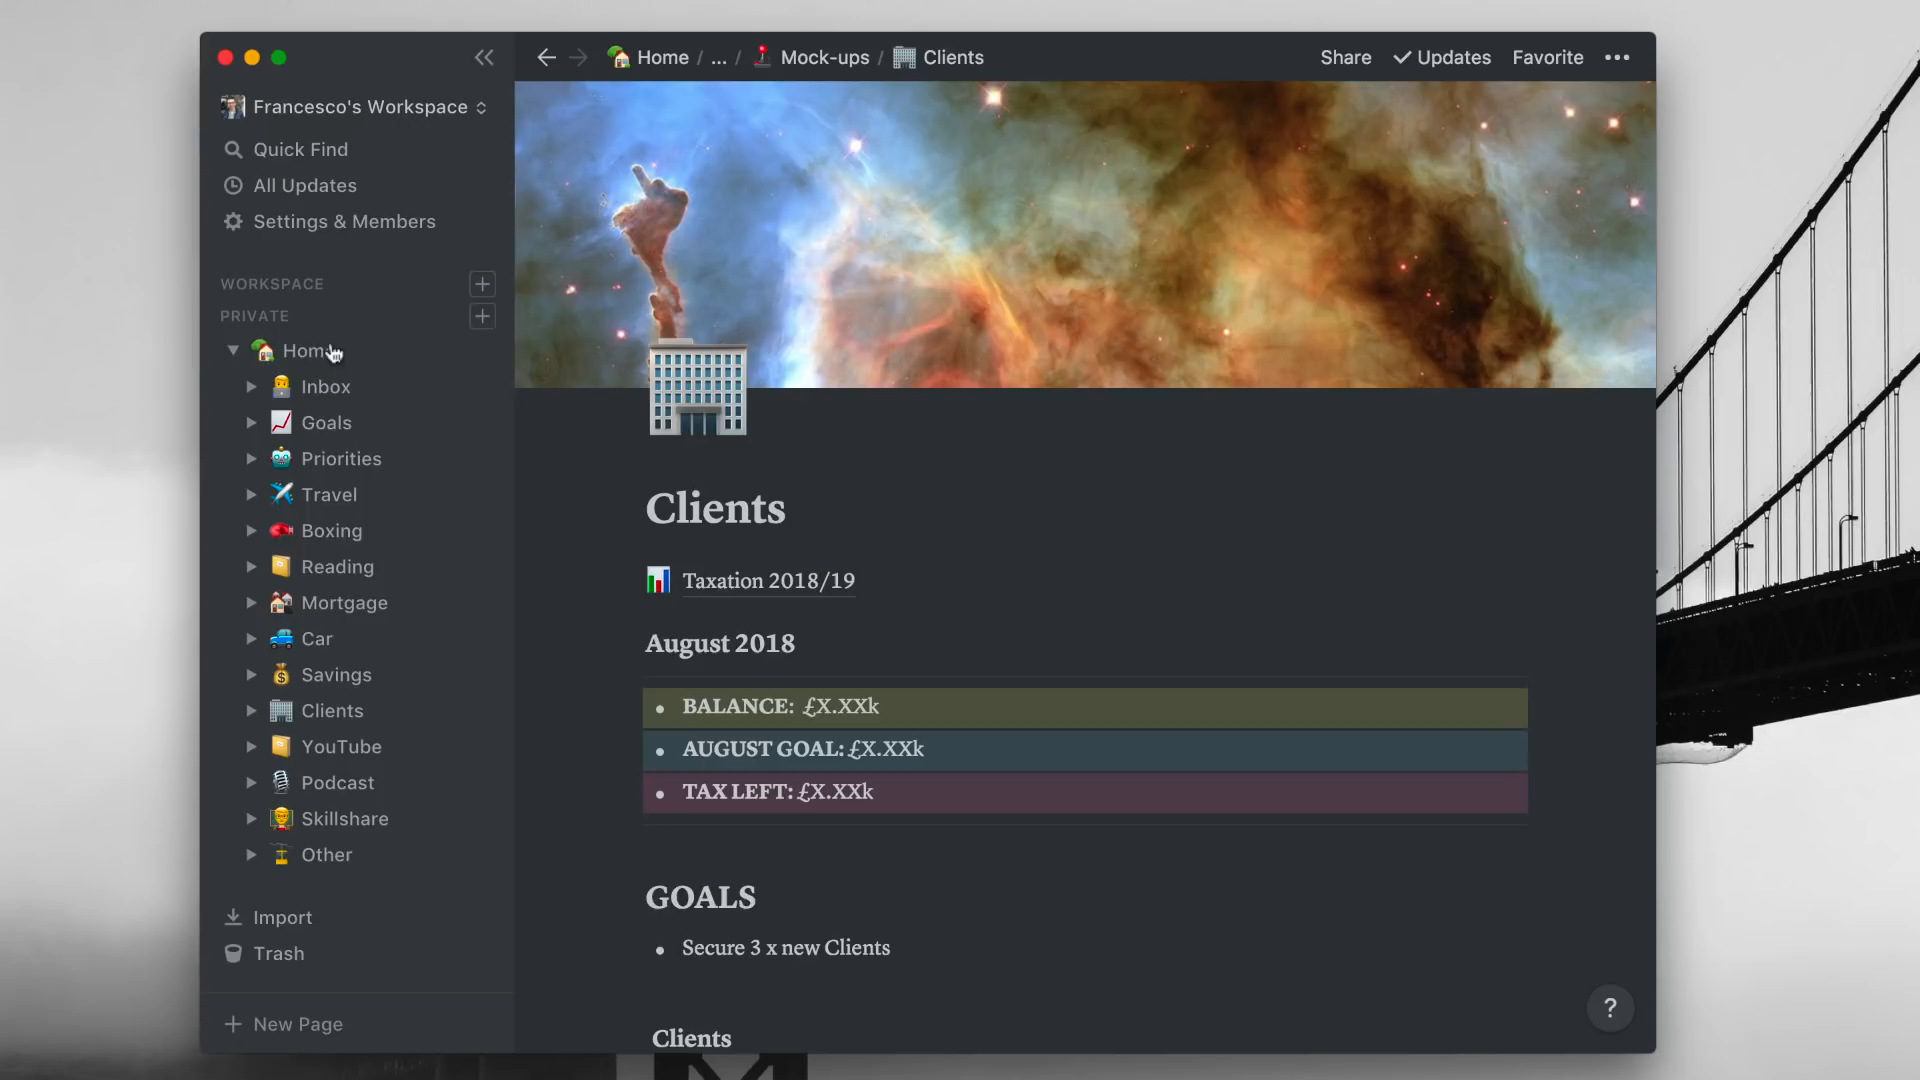 Home / ... / Mock-ups / Clients
Share Updates Favorite •••
Francesco's Workspace
Quick Find
All Updates
Settings & Members
WORKSPACE
PRIVATE
Home
Inbox
Goals
Priorities
Travel
Boxing
Reading
Mortgage
Car
Savings
Clients
YouTube
Podcast
Skillshare
Other
Import
Trash
New Page
Clients
Taxation 2018/19
August 2018
• BALANCE: £X.XXk
• AUGUST GOAL: £X.XXk
• TAX LEFT: £X.XXk
GOALS
• Secure 3 x new Clients
Clients
?